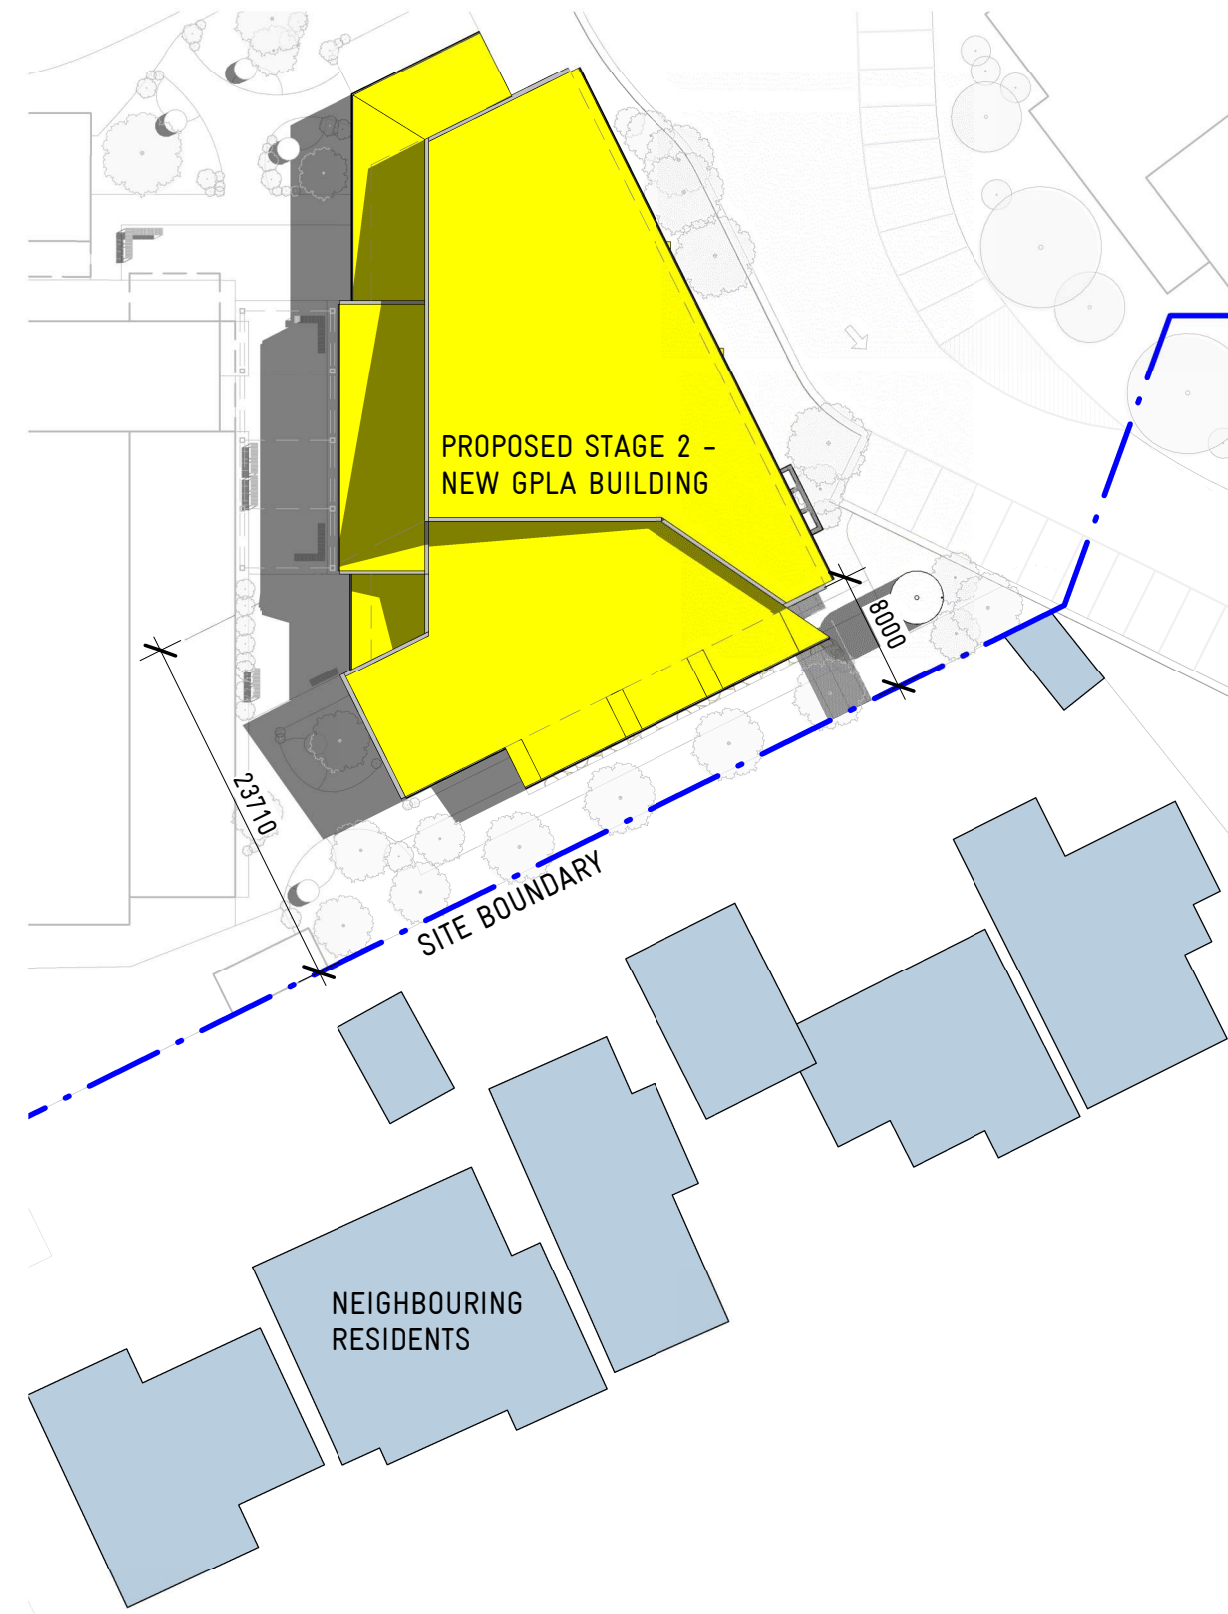 PROPOSED STAGE 2 -
NEW GPLA BUILDING
8000
23710
SITE BOUNDARY
NEIGHBOURING
RESIDENTS